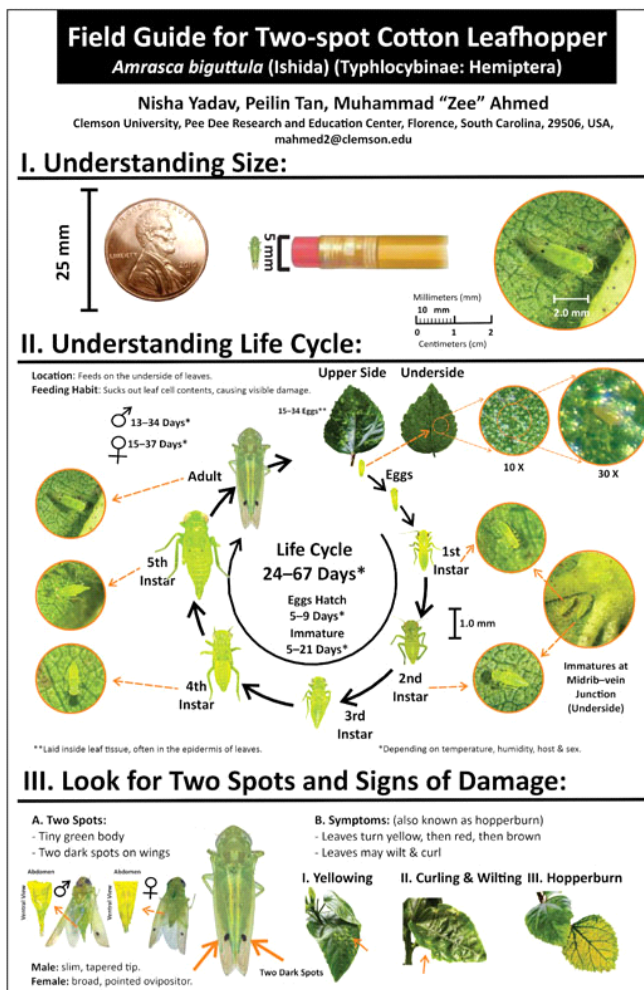 Field Guide for Two-spot Cotton Leafhopper
Amrasca biguttula (Ishida) (Typhlocybinae: Hemiptera)
Nisha Yadav, Peilin Tan, Muhammad “Zee” Ahmed
Clemson University, Pee Dee Research and Education Center, Florence, South Carolina, 29506, USA,
mahmed2@clemson.edu
I. Understanding Size:
25 mm
LIBERTY
5 mm
Millimeters (mm)
10 mm
0 1 2
Centimeters (cm)
2.0 mm
II. Understanding Life Cycle:
Location: Feeds on the underside of leaves.
Feeding Habit: Sucks out leaf cell contents, causing visible damage.
♂ 13–34 Days*
♀ 15–37 Days*
Upper Side
Underside
15–34 Eggs**
10 X
30 X
Adult
Eggs
1st
Instar
1.0 mm
2nd
Instar
3rd
Instar
4th
Instar
5th
Instar
Life Cycle
24–67 Days*
Eggs Hatch
5–9 Days*
Immature
5–21 Days*
Immatures at
Midrib–vein
Junction
(Underside)
**Laid inside leaf tissue, often in the epidermis of leaves.
*Depending on temperature, humidity, host & sex.
III. Look for Two Spots and Signs of Damage:
A. Two Spots:
- Tiny green body
- Two dark spots on wings
Abdomen
Ventral View
♂
Abdomen
Ventral View
♀
Male: slim, tapered tip.
Female: broad, pointed ovipositor.
Two Dark Spots
B. Symptoms: (also known as hopperburn)
- Leaves turn yellow, then red, then brown
- Leaves may wilt & curl
I. Yellowing
II. Curling & Wilting
III. Hopperburn